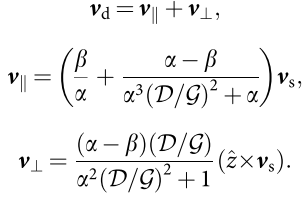 𝒗_d = 𝒗_∥ + 𝒗_⊥,
𝒗_∥ = (β/α + (α − β)/(α³(𝒟/𝒢)² + α)) 𝒗_s,
𝒗_⊥ = ((α − β)(𝒟/𝒢))/(α²(𝒟/𝒢)² + 1) (ẑ×𝒗_s).